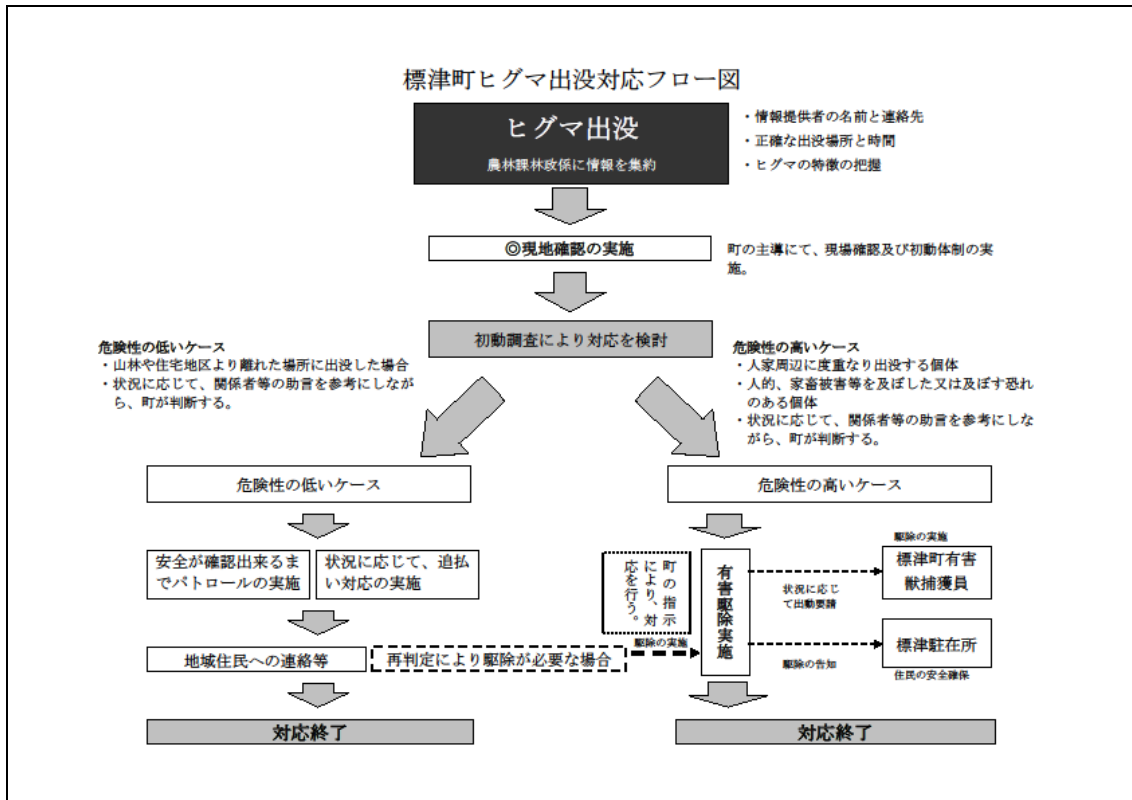 標津町ヒグマ出没対応フロー図
ヒグマ出没
農林課林政係に情報を集約
・情報提供者の名前と連絡先
・正確な出没場所と時間
・ヒグマの特徴の把握
◎現地確認の実施
町の主導にて、現場確認及び初動体制の実
施。
初動調査により対応を検討
危険性の低いケース
・山林や住宅地区より離れた場所に出没した場合
・状況に応じて、関係者等の助言を参考にしなが
ら、町が判断する。
危険性の高いケース
・人家周辺に度重なり出没する個体
・人的、家畜被害等を及ぼした又は及ぼす恐れ
のある個体
・状況に応じて、関係者等の助言を参考にしな
がら、町が判断する。
危険性の低いケース
危険性の高いケース
安全が確認出来るま
でパトロールの実施
状況に応じて、追払
い対応の実施
町の指示
により、対
応を行う。
有害駆除実施
駆除の実施
標津町有害
獣捕獲員
状況に応じ
て出動要請
地域住民への連絡等
再判定により駆除が必要な場合
駆除の実施
標津駐在所
駆除の告知
住民の安全確保
対応終了
対応終了